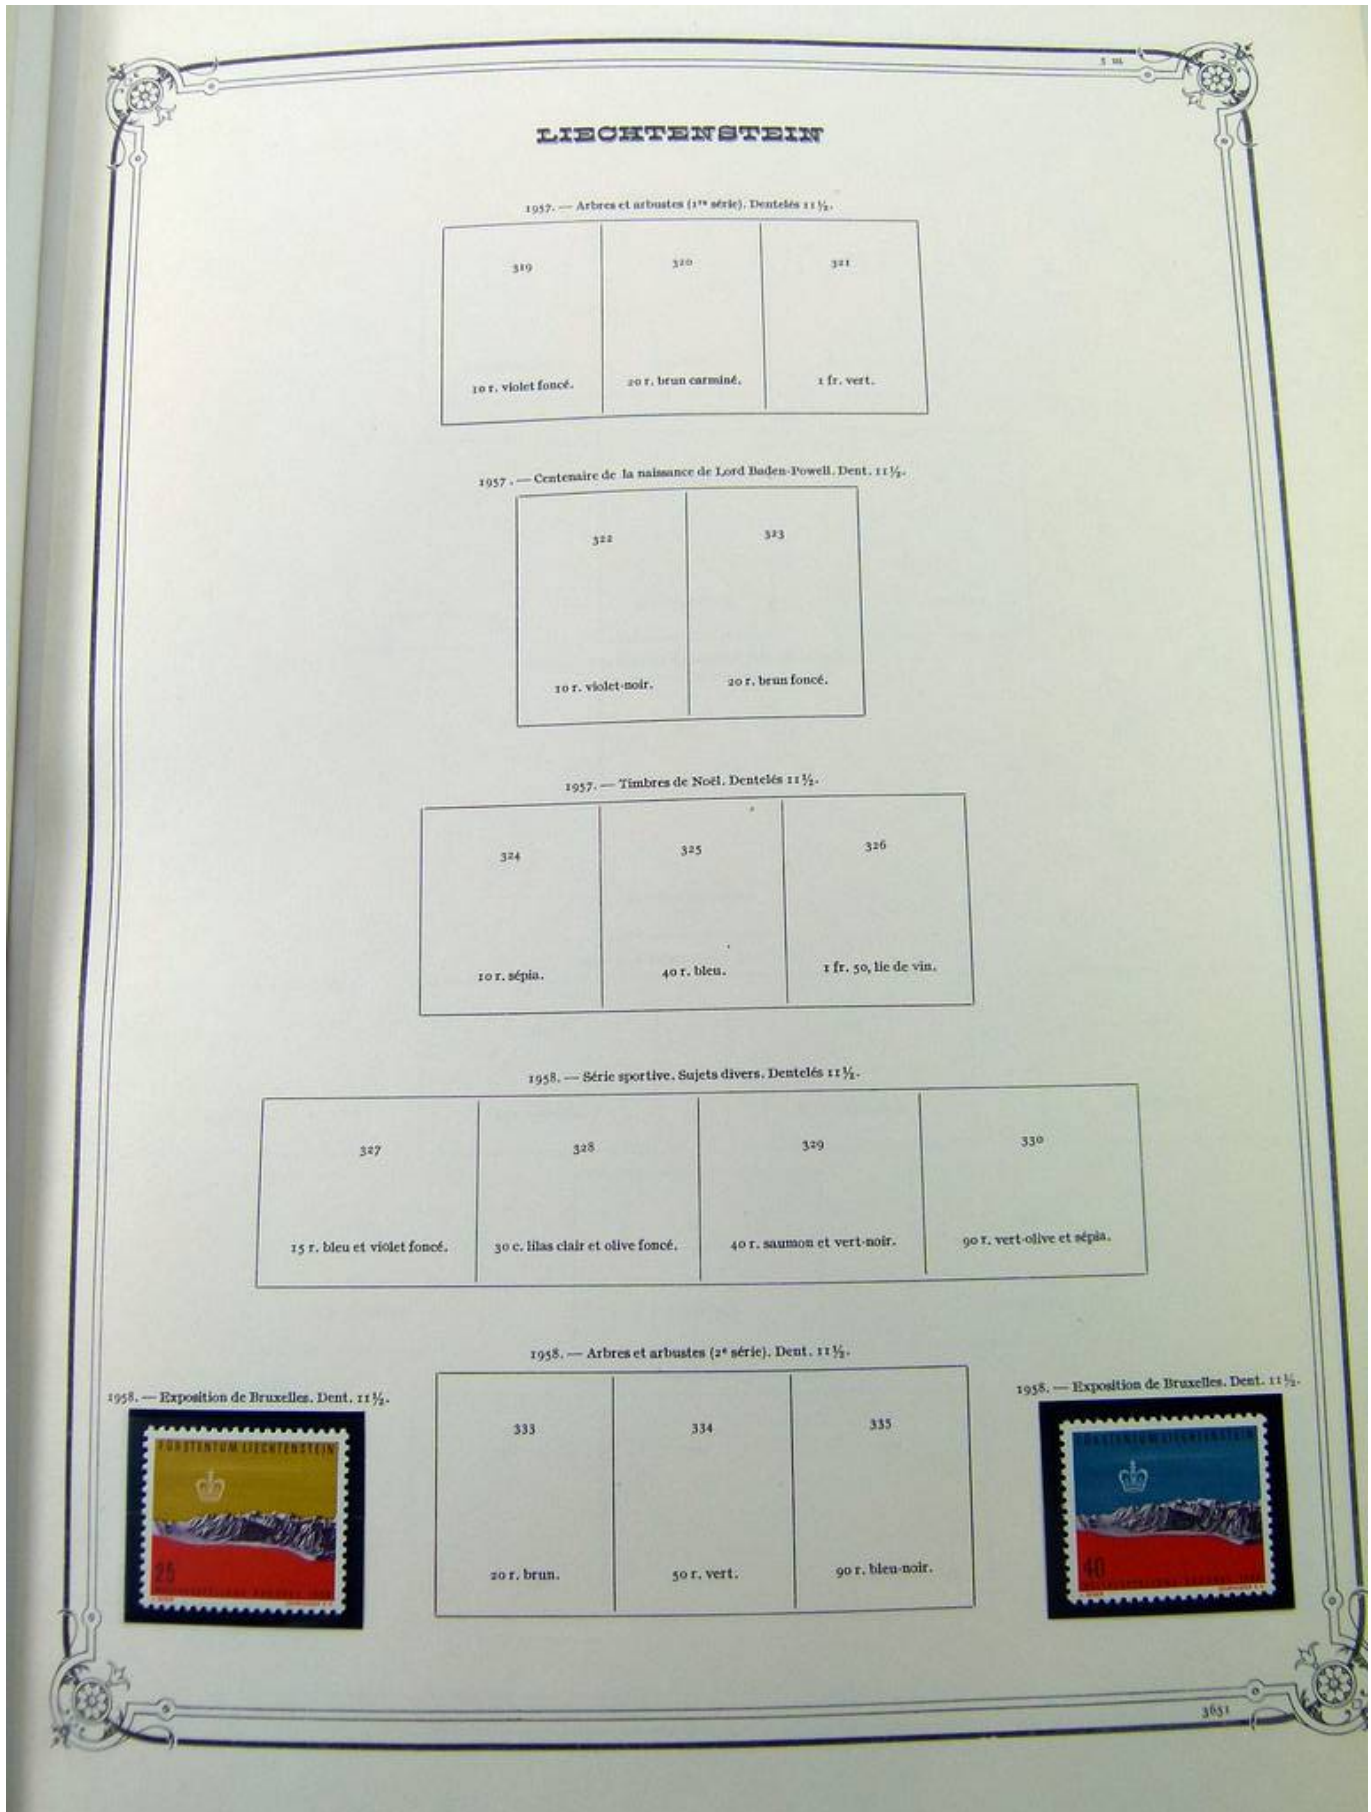 LIECHTENSTEIN
1957. — Arbres et arbustes (1re série). Dentelés 11½.
319 320 321
10 r. violet foncé. 20 r. brun carminé. 1 fr. vert.
1957. — Centenaire de la naissance de Lord Baden-Powell. Dent. 11½.
322 323
10 r. violet-noir. 20 r. brun foncé.
1957. — Timbres de Noël. Dentelés 11½.
324 325 326
10 r. sépia. 40 r. bleu. 1 fr. 50, lie de vin.
1958. — Série sportive. Sujets divers. Dentelés 11½.
327 328 329 330
15 r. bleu et violet foncé. 30 c. lilas clair et olive foncé. 40 r. saumon et vert-noir. 90 r. vert-olive et sépia.
1958. — Exposition de Bruxelles. Dent. 11½.
FÜRSTENTUM LIECHTENSTEIN
25
1958. — Arbres et arbustes (2e série). Dent. 11½.
333 334 335
20 r. brun. 50 r. vert. 90 r. bleu-noir.
1958. — Exposition de Bruxelles. Dent. 11½.
FÜRSTENTUM LIECHTENSTEIN
40
3651